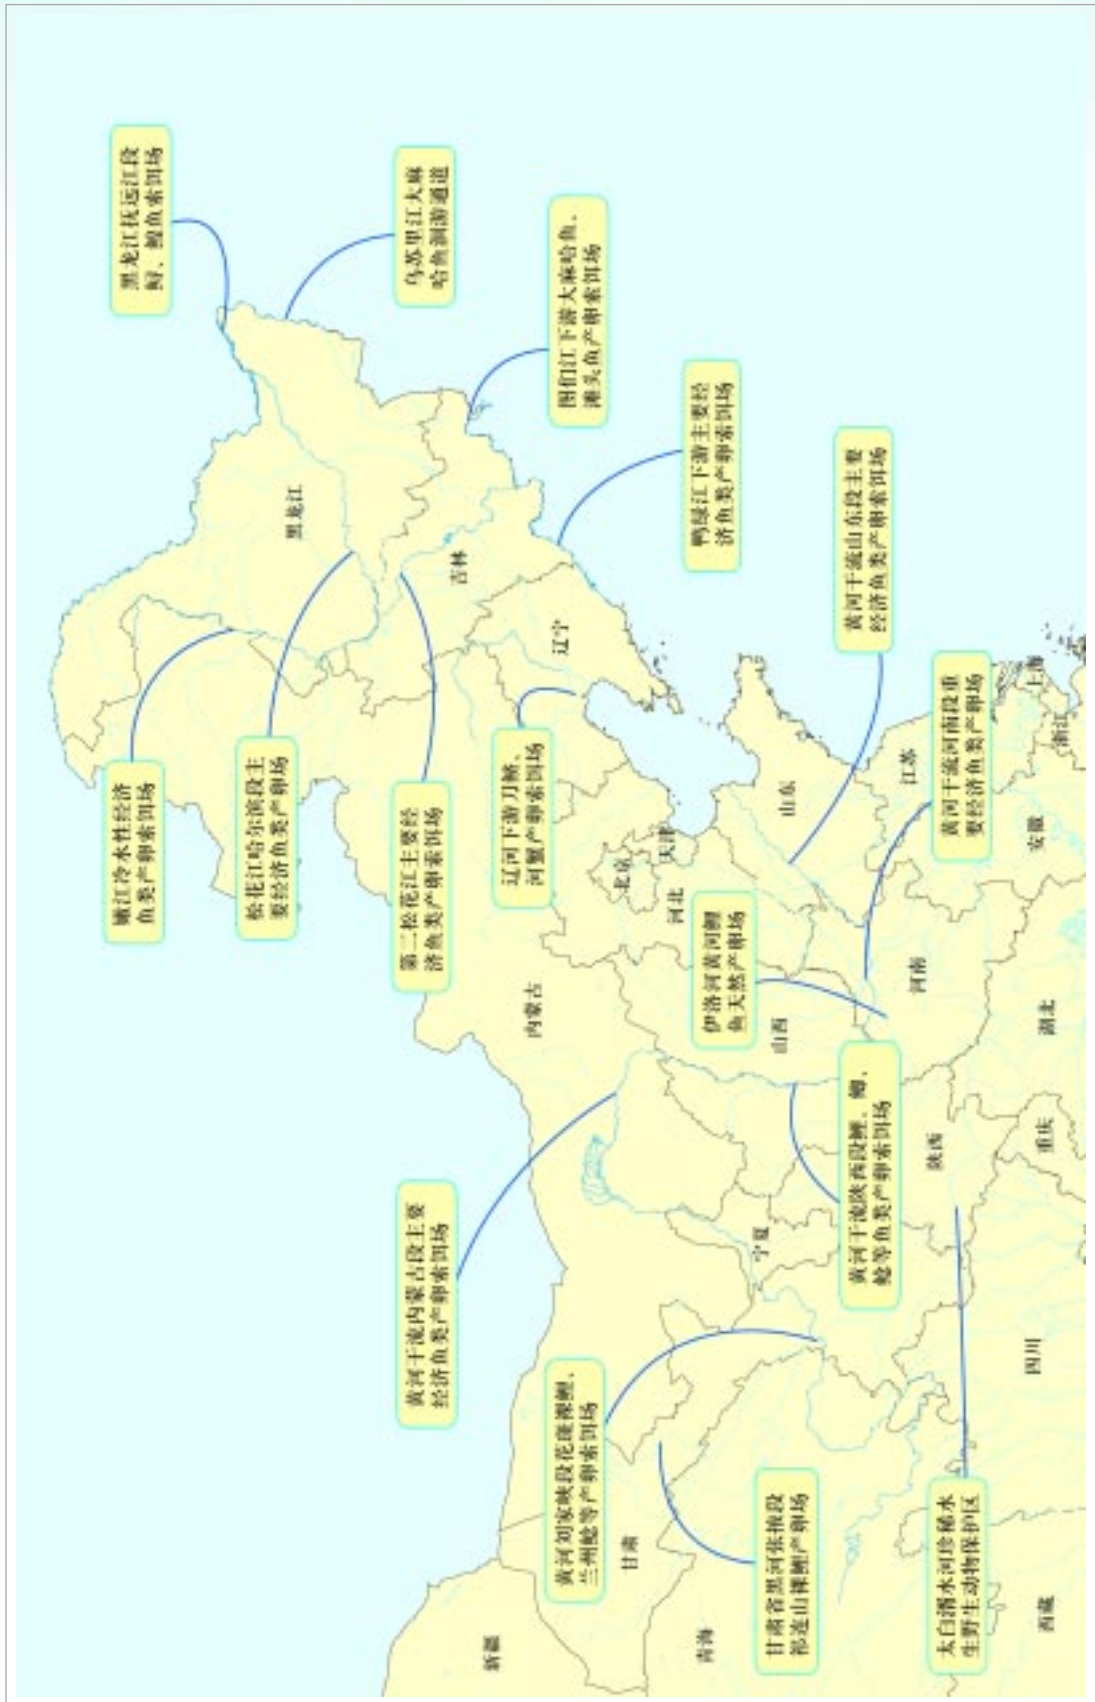 黑龙江抚远江段
鲟、鳇鱼索饵场
乌苏里江大麻
哈鱼洄游通道
图们江下游大麻哈鱼、
滩头鱼产卵索饵场
鸭绿江下游主要经
济鱼类产卵索饵场
黄河干流山东段主要
经济鱼类产卵索饵场
黄河干流河南段重
要经济鱼类产卵场
嫩江冷水性经济
鱼类产卵索饵场
松花江哈尔滨段主
要经济鱼类产卵场
第二松花江主要经
济鱼类产卵索饵场
辽河下游刀鲚、
河蟹产卵索饵场
伊洛河黄河鲤
鱼天然产卵场
黄河干流陕西段鲤、鲫、
鲶等鱼类产卵索饵场
黄河干流内蒙古段主要
经济鱼类产卵索饵场
黄河刘家峡段花斑裸鲤、
兰州鲶等产卵索饵场
甘肃省黑河张掖段
祁连山裸鲤产卵场
太白湑水河珍稀水
生野生动物保护区
黑龙江
吉林
辽宁
内蒙古
北京
天津
河北
山东
山西
河南
江苏
上海
浙江
安徽
湖北
重庆
陕西
宁夏
四川
甘肃
青海
新疆
西藏